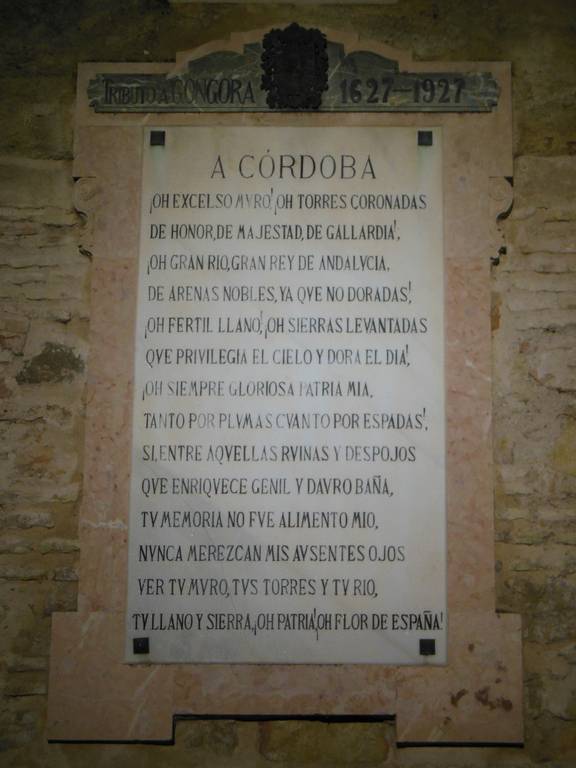 TRIBUTO A GONGORA 1627-1927
A CÓRDOBA
¡OH EXCELSO MVRO! ¡OH TORRES CORONADAS
DE HONOR, DE MAJESTAD, DE GALLARDIA!,
¡OH GRAN RIO, GRAN REY DE ANDALVCIA,
DE ARENAS NOBLES, YA QVE NO DORADAS!,
¡OH FERTIL LLANO!, ¡OH SIERRAS LEVANTADAS
QVE PRIVILEGIA EL CIELO Y DORA EL DIA!,
¡OH SIEMPRE GLORIOSA PATRIA MIA,
TANTO POR PLVMAS CVANTO POR ESPADAS!,
SI, ENTRE AQVELLAS RVINAS Y DESPOJOS
QVE ENRIQVECE GENIL Y DAVRO BAÑA,
TV MEMORIA NO FVE ALIMENTO MIO,
NVNCA MEREZCAN MIS AVSENTES OJOS
VER TV MVRO, TVS TORRES Y TV RIO,
TV LLANO Y SIERRA, ¡OH PATRIA! ¡OH FLOR DE ESPAÑA!